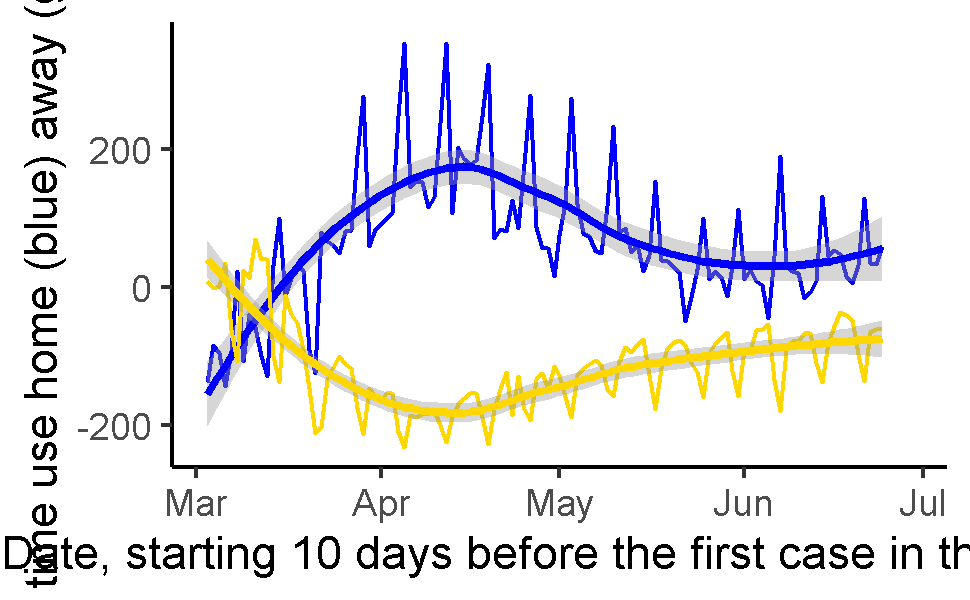 time use home (blue) away (
200
0
-200
Mar Apr May Jun Jul
Date, starting 10 days before the first case in th